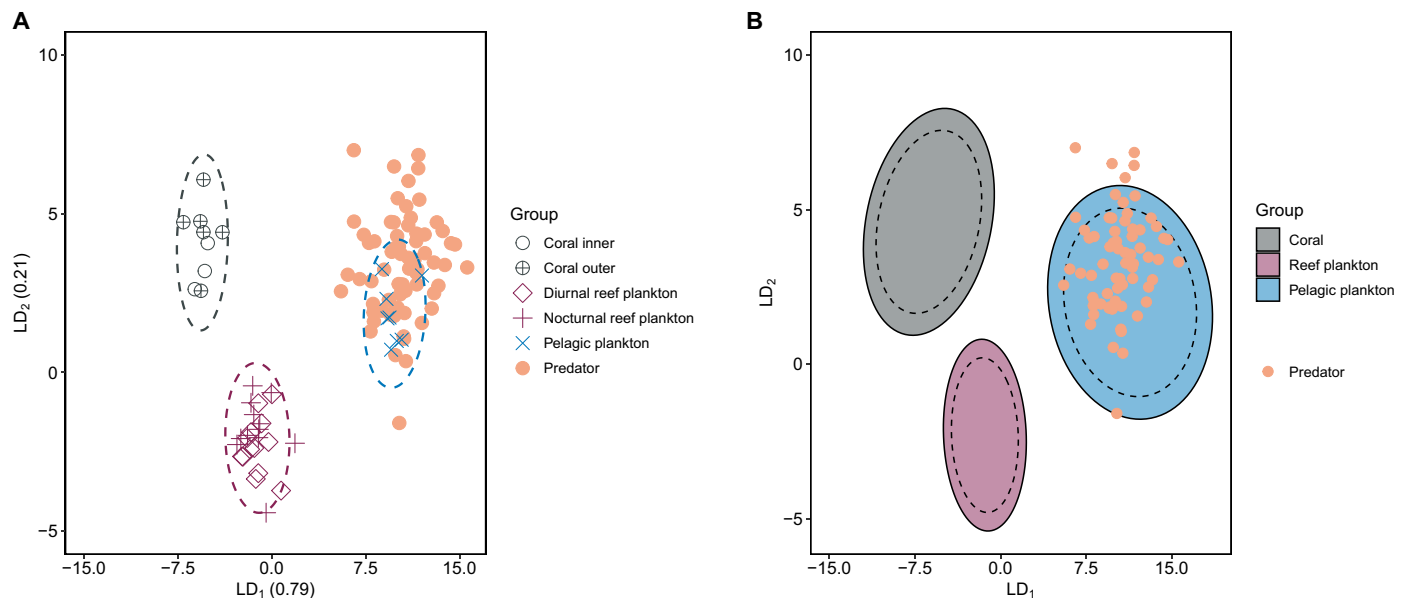 A
10
5
0
−5
−15.0
−7.5
0.0
7.5
15.0
LD1 (0.79)
LD2 (0.21)
Group
Coral inner
Coral outer
Diurnal reef plankton
Nocturnal reef plankton
Pelagic plankton
Predator
B
10
5
0
−5
−15.0
−7.5
0.0
7.5
15.0
LD1
LD2
Group
Coral
Reef plankton
Pelagic plankton
Predator